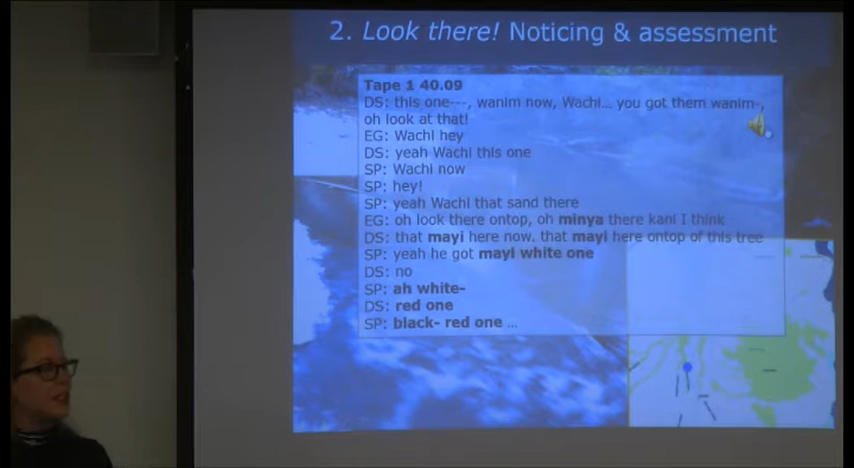 2. Look there! Noticing & assessment
Tape 1 40.09
DS: this one---, wanim now, Wachi... you got them wanim-,
oh look at that!
EG: Wachi hey
DS: yeah Wachi this one
SP: Wachi now
SP: hey!
SP: yeah Wachi that sand there
EG: oh look there ontop, oh minya there kani I think
DS: that mayi here now. that mayi here ontop of this tree
SP: yeah he got mayi white one
DS: no
SP: ah white-
DS: red one
SP: black- red one ...